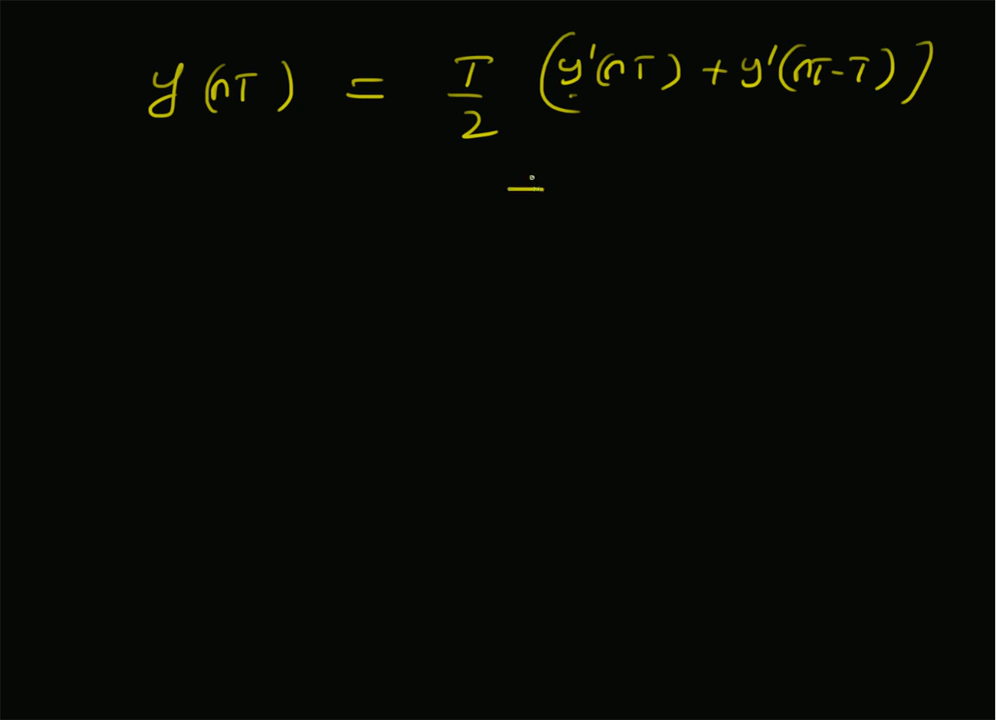 y(nT) = T/2 (y'(nT) + y'(nT-T))